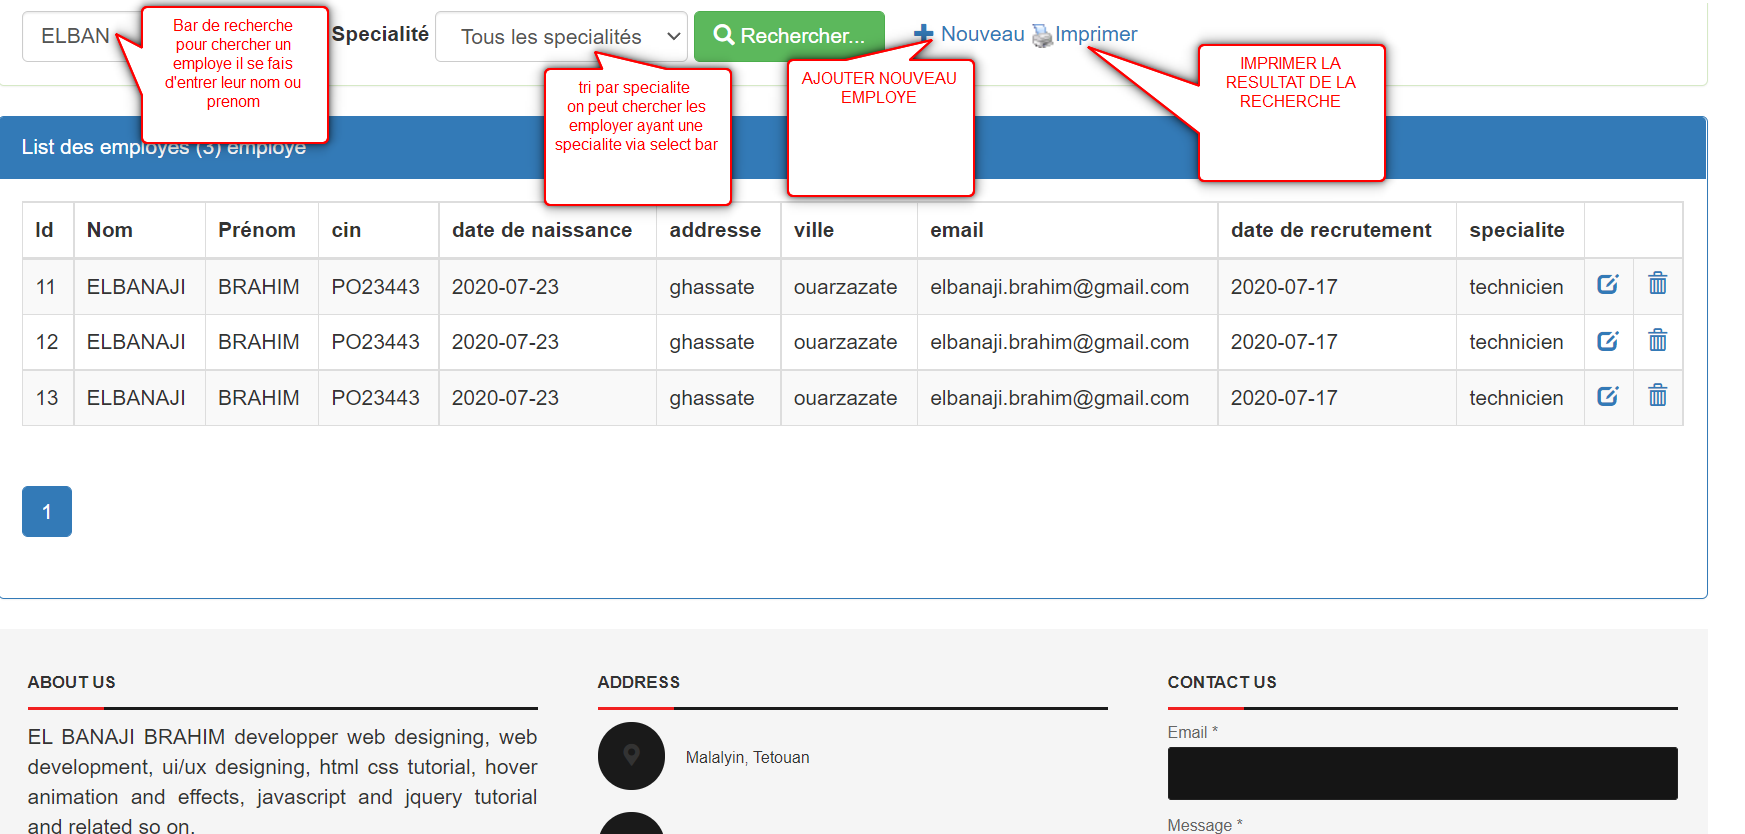 ELBAN
Bar de recherche
pour chercher un
employe il se fais
d'entrer leur nom ou
prenom
Specialité
Tous les specialités
Rechercher...
Nouveau
Imprimer
tri par specialite
on peut chercher les
employer ayant une
specialite via select bar
AJOUTER NOUVEAU
EMPLOYE
IMPRIMER LA
RESULTAT DE LA
RECHERCHE
List des employes (3) employe
Id Nom Prénom cin date de naissance addresse ville email date de recrutement specialite
11 ELBANAJI BRAHIM PO23443 2020-07-23 ghassate ouarzazate elbanaji.brahim@gmail.com 2020-07-17 technicien
12 ELBANAJI BRAHIM PO23443 2020-07-23 ghassate ouarzazate elbanaji.brahim@gmail.com 2020-07-17 technicien
13 ELBANAJI BRAHIM PO23443 2020-07-23 ghassate ouarzazate elbanaji.brahim@gmail.com 2020-07-17 technicien
1
ABOUT US
EL BANAJI BRAHIM developper web designing, web
development, ui/ux designing, html css tutorial, hover
animation and effects, javascript and jquery tutorial
and related so on.
ADDRESS
Malalyin, Tetouan
CONTACT US
Email *
Message *